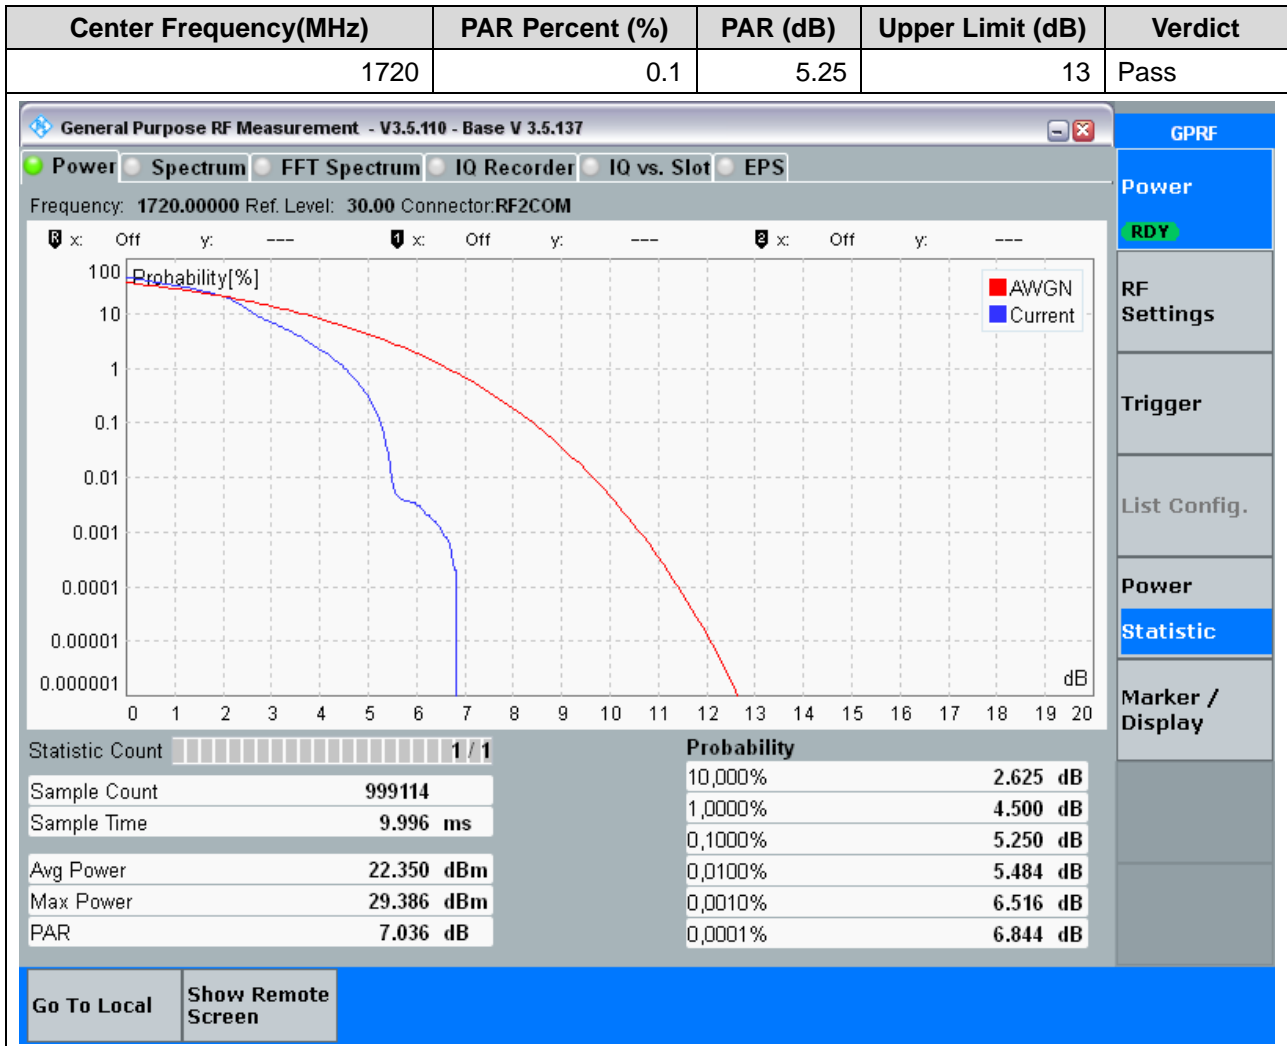 Center Frequency(MHz) PAR Percent (%) PAR (dB) Upper Limit (dB) Verdict
1720 0.1 5.25 13 Pass
General Purpose RF Measurement - V3.5.110 - Base V 3.5.137
GPRF
Power Spectrum FFT Spectrum IQ Recorder IQ vs. Slot EPS
Power
RDY
Frequency: 1720.00000 Ref. Level: 30.00 Connector:RF2COM
R x: Off y: --- 1 x: Off y: --- 2 x: Off y: ---
Probability[%]
AWGN
Current
100
10
1
0.1
0.01
0.001
0.0001
0.00001
0.000001
dB
0 1 2 3 4 5 6 7 8 9 10 11 12 13 14 15 16 17 18 19 20
RF
Settings
Trigger
List Config.
Power
Statistic
Marker /
Display
Statistic Count 1 / 1
Sample Count 999114
Sample Time 9.996 ms
Avg Power 22.350 dBm
Max Power 29.386 dBm
PAR 7.036 dB
Probability
10,000% 2.625 dB
1,0000% 4.500 dB
0,1000% 5.250 dB
0,0100% 5.484 dB
0,0010% 6.516 dB
0,0001% 6.844 dB
Go To Local
Show Remote
Screen